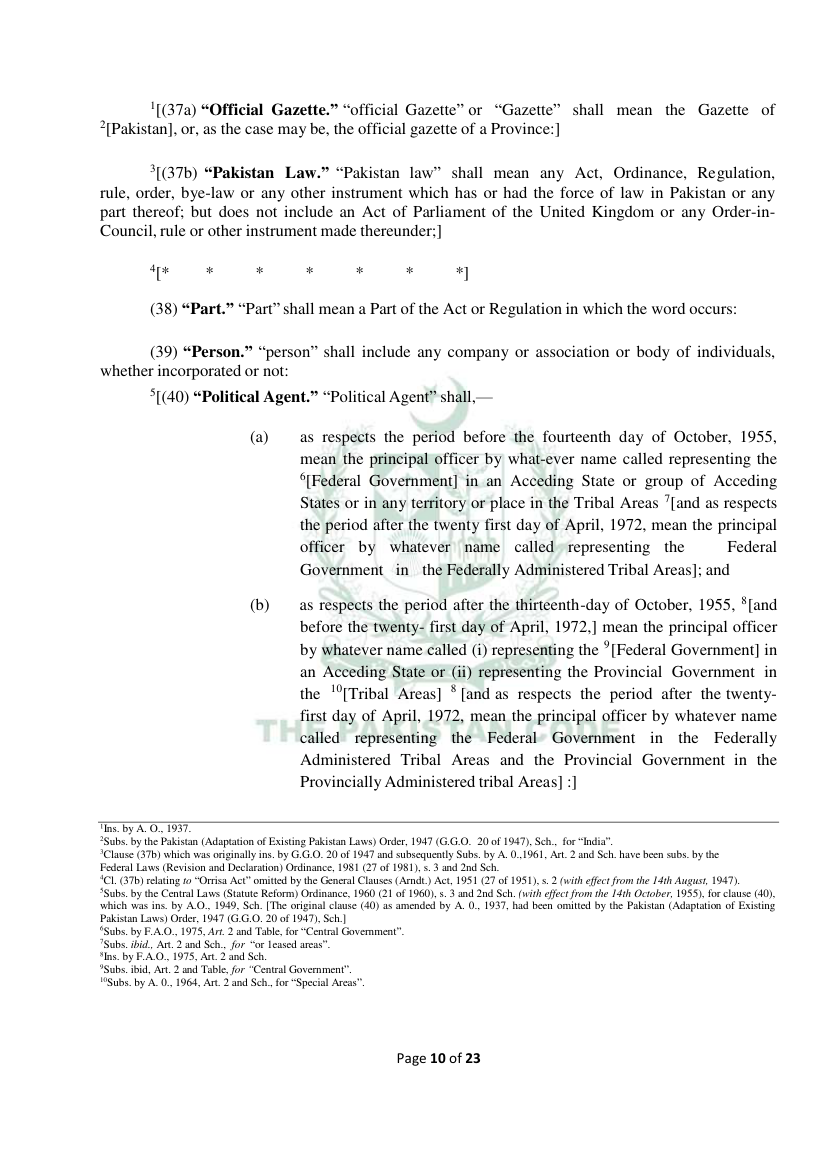 ¹[(37a) “Official Gazette.” “official Gazette” or “Gazette” shall mean the Gazette of
²[Pakistan], or, as the case may be, the official gazette of a Province:]
³[(37b) “Pakistan Law.” “Pakistan law” shall mean any Act, Ordinance, Regulation,
rule, order, bye-law or any other instrument which has or had the force of law in Pakistan or any
part thereof; but does not include an Act of Parliament of the United Kingdom or any Order-in-
Council, rule or other instrument made thereunder;]
⁴[* * * * * * *]
(38) “Part.” “Part” shall mean a Part of the Act or Regulation in which the word occurs:
(39) “Person.” “person” shall include any company or association or body of individuals,
whether incorporated or not:
⁵[(40) “Political Agent.” “Political Agent” shall,—
(a) as respects the period before the fourteenth day of October, 1955,
mean the principal officer by what-ever name called representing the
⁶[Federal Government] in an Acceding State or group of Acceding
States or in any territory or place in the Tribal Areas ⁷[and as respects
the period after the twenty first day of April, 1972, mean the principal
officer by whatever name called representing the Federal
Government in the Federally Administered Tribal Areas]; and
(b) as respects the period after the thirteenth-day of October, 1955, ⁸[and
before the twenty- first day of April, 1972,] mean the principal officer
by whatever name called (i) representing the ⁹[Federal Government] in
an Acceding State or (ii) representing the Provincial Government in
the ¹⁰[Tribal Areas] ⁸ [and as respects the period after the twenty-
first day of April, 1972, mean the principal officer by whatever name
called representing the Federal Government in the Federally
Administered Tribal Areas and the Provincial Government in the
Provincially Administered tribal Areas] :]
THE PAKISTAN CODE
¹Ins. by A. O., 1937.
²Subs. by the Pakistan (Adaptation of Existing Pakistan Laws) Order, 1947 (G.G.O. 20 of 1947), Sch., for “India”.
³Clause (37b) which was originally ins. by G.G.O. 20 of 1947 and subsequently Subs. by A. 0.,1961, Art. 2 and Sch. have been subs. by the
Federal Laws (Revision and Declaration) Ordinance, 1981 (27 of 1981), s. 3 and 2nd Sch.
⁴Cl. (37b) relating to “Orrisa Act” omitted by the General Clauses (Arndt.) Act, 1951 (27 of 1951), s. 2 (with effect from the 14th August, 1947).
⁵Subs. by the Central Laws (Statute Reform) Ordinance, 1960 (21 of 1960), s. 3 and 2nd Sch. (with effect from the 14th October, 1955), for clause (40),
which was ins. by A.O., 1949, Sch. [The original clause (40) as amended by A. 0., 1937, had been omitted by the Pakistan (Adaptation of Existing
Pakistan Laws) Order, 1947 (G.G.O. 20 of 1947), Sch.]
⁶Subs. by F.A.O., 1975, Art. 2 and Table, for “Central Government”.
⁷Subs. ibid., Art. 2 and Sch., for “or 1eased areas”.
⁸Ins. by F.A.O., 1975, Art. 2 and Sch.
⁹Subs. ibid, Art. 2 and Table, for “Central Government”.
¹⁰Subs. by A. 0., 1964, Art. 2 and Sch., for “Special Areas”.
Page 10 of 23